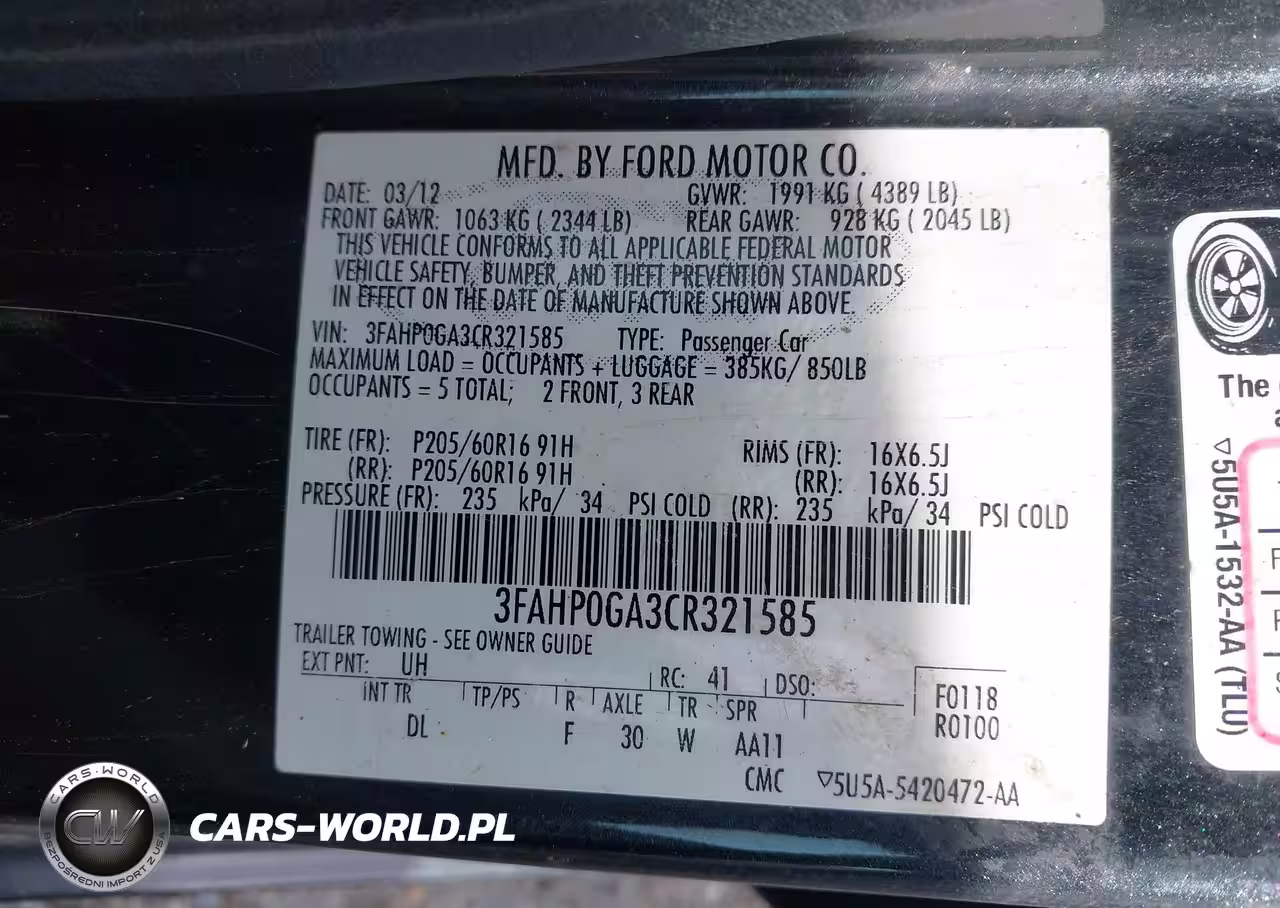 MFD. BY FORD MOTOR CO.
DATE: 03/12 GVWR: 1991 KG ( 4389 LB)
FRONT GAWR: 1063 KG ( 2344 LB) REAR GAWR: 928 KG ( 2045 LB)
THIS VEHICLE CONFORMS TO ALL APPLICABLE FEDERAL MOTOR
VEHICLE SAFETY, BUMPER, AND THEFT PREVENTION STANDARDS
IN EFFECT ON THE DATE OF MANUFACTURE SHOWN ABOVE.
VIN: 3FAHP0GA3CR321585 TYPE: Passenger Car
MAXIMUM LOAD = OCCUPANTS + LUGGAGE = 385KG/ 850LB
OCCUPANTS = 5 TOTAL; 2 FRONT, 3 REAR
TIRE (FR): P205/60R16 91H RIMS (FR): 16X6.5J
(RR): P205/60R16 91H (RR): 16X6.5J
PRESSURE (FR): 235 kPa/ 34 PSI COLD (RR): 235 kPa/ 34 PSI COLD
3FAHP0GA3CR321585
TRAILER TOWING - SEE OWNER GUIDE
EXT PNT: UH RC: 41 DSO:
INT TR TP/PS R AXLE TR SPR F0118
DL F 30 W AA11 R0100
CMC ▽5U5A-5420472-AA
The
▽5U5A-1532-AA (TLU)
CARS-WORLD
CW
BEZPOŚREDNI IMPORT Z USA
CARS-WORLD.PL